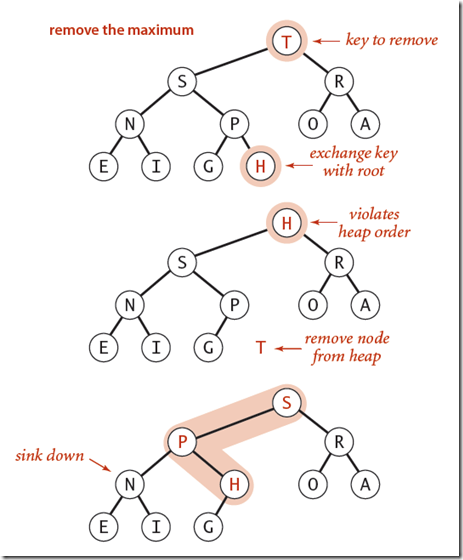 remove the maximum
T
key to remove
S R
N P O A
E I G H
exchange key
with root
H
violates
heap order
S R
N P O A
E I G T
remove node
from heap
S
P R
sink down
N H O A
E I G